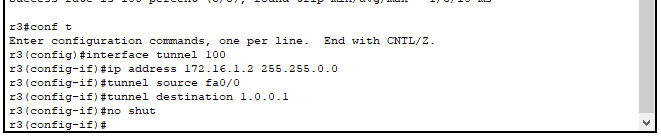 r3#conf t
Enter configuration commands, one per line.  End with CNTL/Z.
r3(config)#interface tunnel 100
r3(config-if)#ip address 172.16.1.2 255.255.0.0
r3(config-if)#tunnel source fa0/0
r3(config-if)#tunnel destination 1.0.0.1
r3(config-if)#no shut
r3(config-if)#